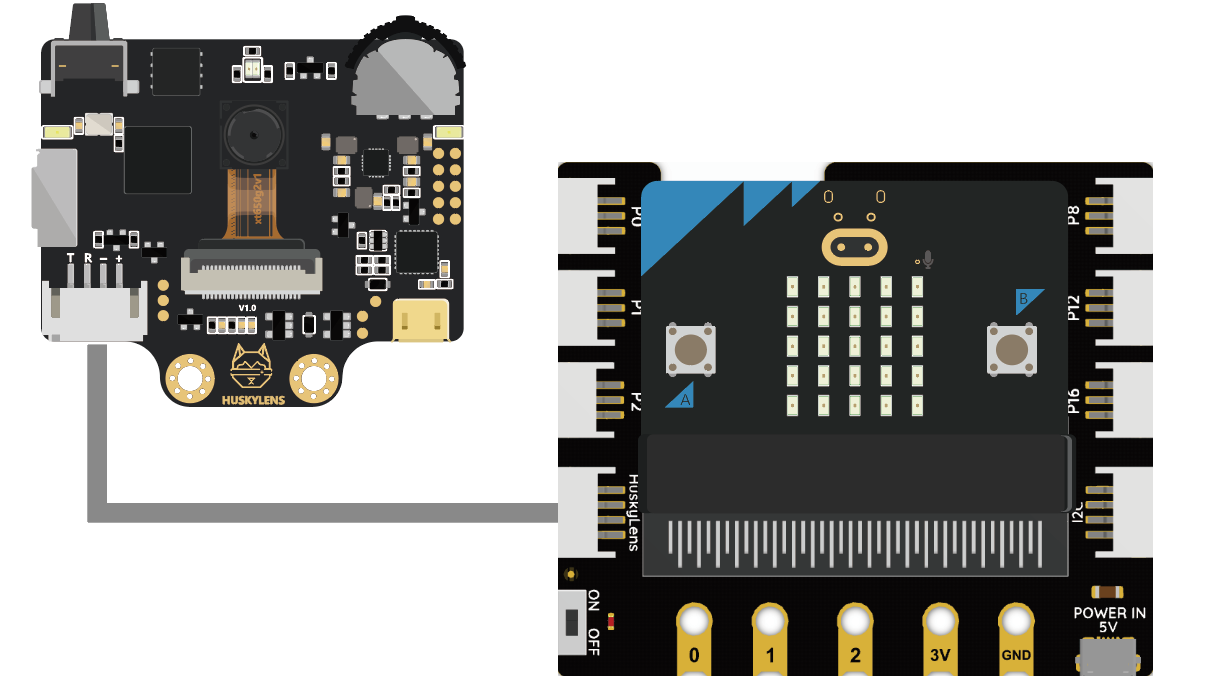 T R − +
xt650g2v1
V1.0
HUSKYLENS
P0
P1
P2
HuskyLens
ON
OFF
A
B
P8
P12
P16
I2C
POWER IN
5V
0
1
2
3V
GND